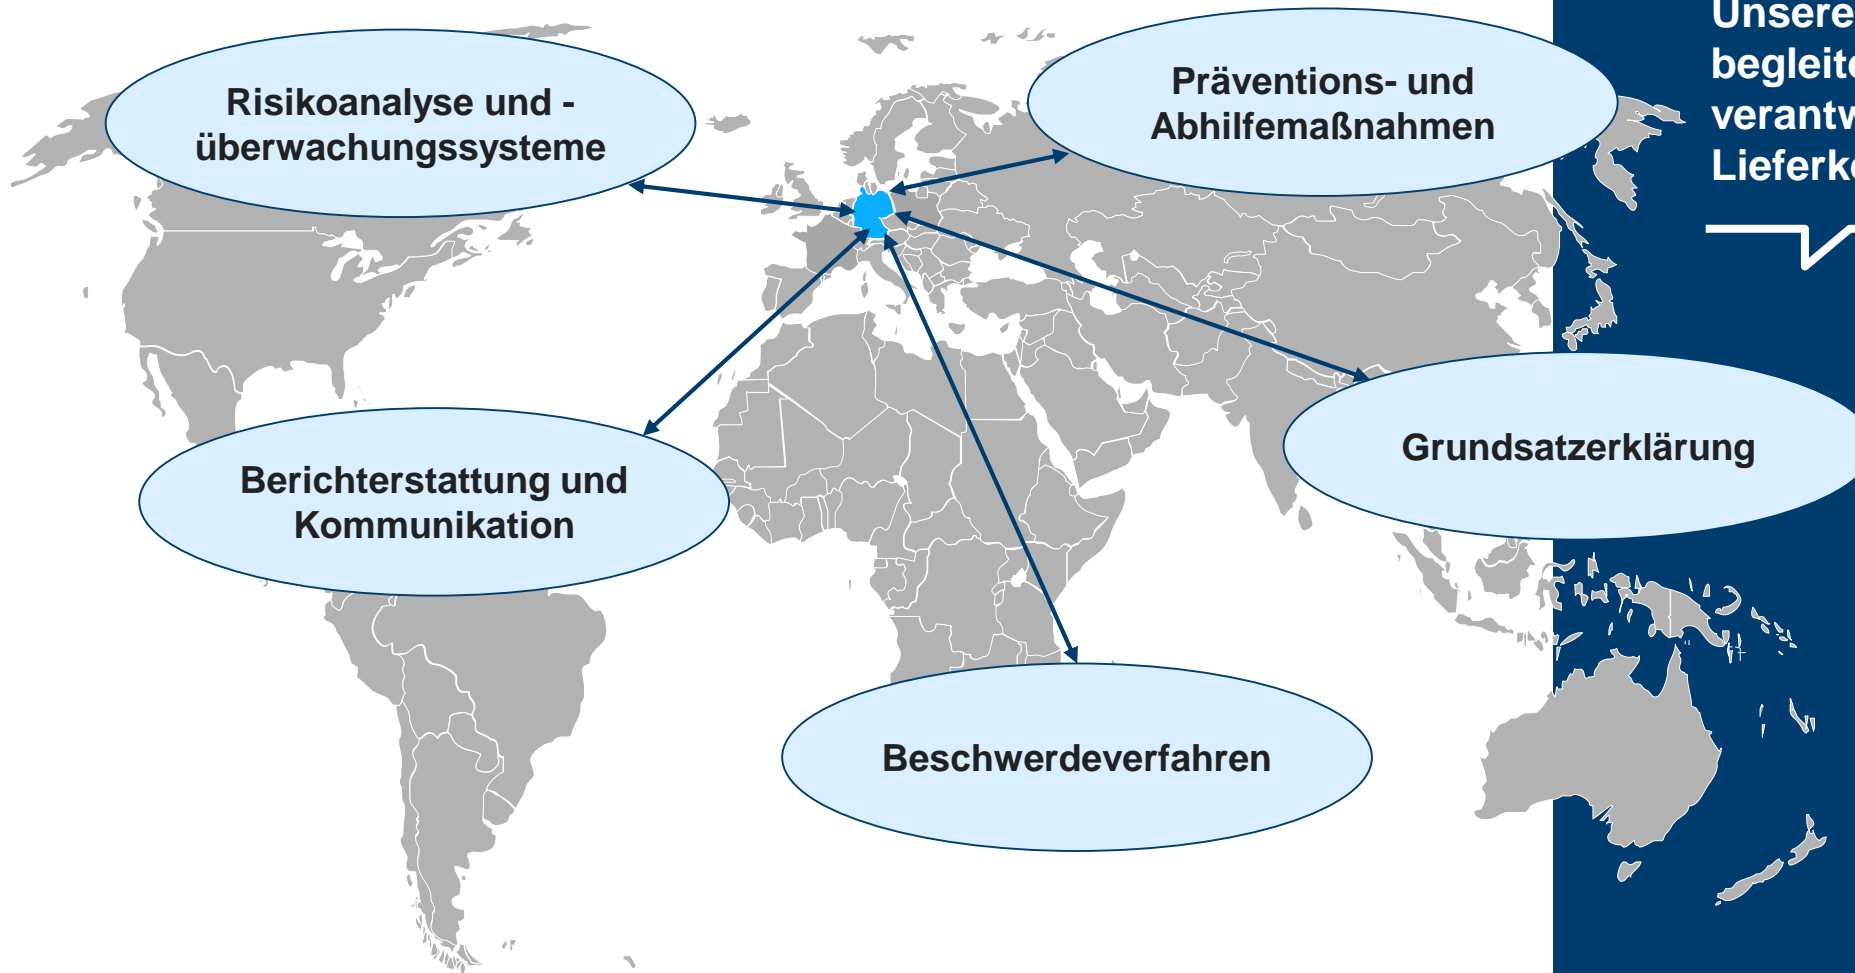 Risikoanalyse und -
überwachungssysteme
Präventions- und
Abhilfemaßnahmen
Unsere
Berichterstattung und
Kommunikation
Grundsatzerklärung
Beschwerdeverfahren